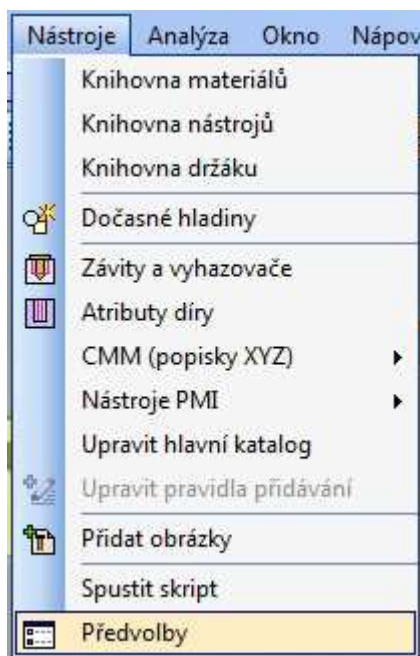 Nástroje Analýza Okno Nápov
Knihovna materiálů
Knihovna nástrojů
Knihovna držáku
Dočasné hladiny
Závity a vyhazovače
Atributy díry
CMM (popisky XYZ)
Nástroje PMI
Upravit hlavní katalog
Upravit pravidla přidávání
Přidat obrázky
Spustit skript
Předvolby